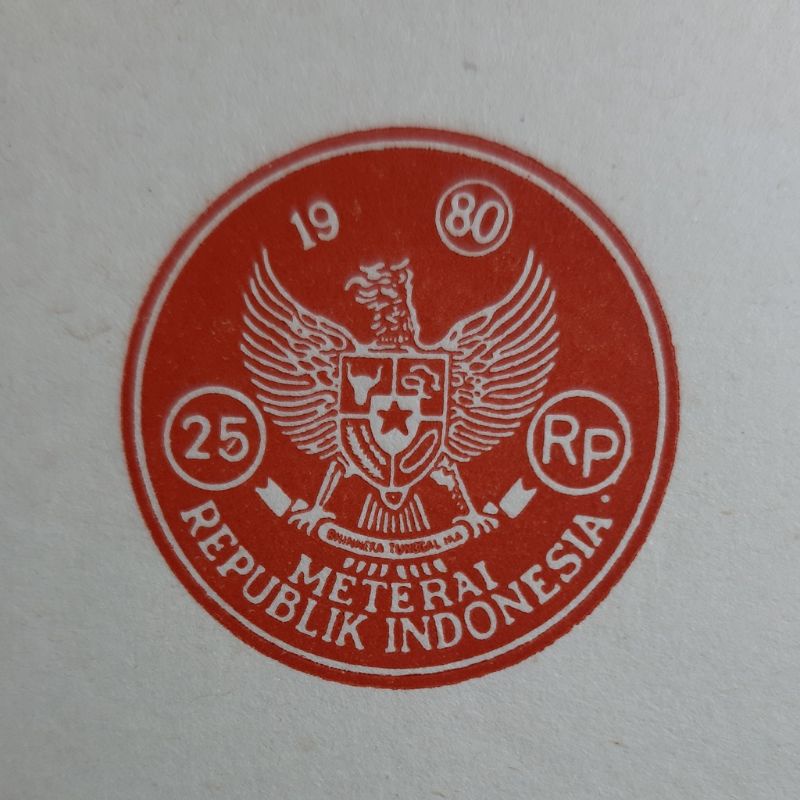 19 80
25 RP
BHINNEKA TUNGGAL IKA
METERAI
REPUBLIK INDONESIA.